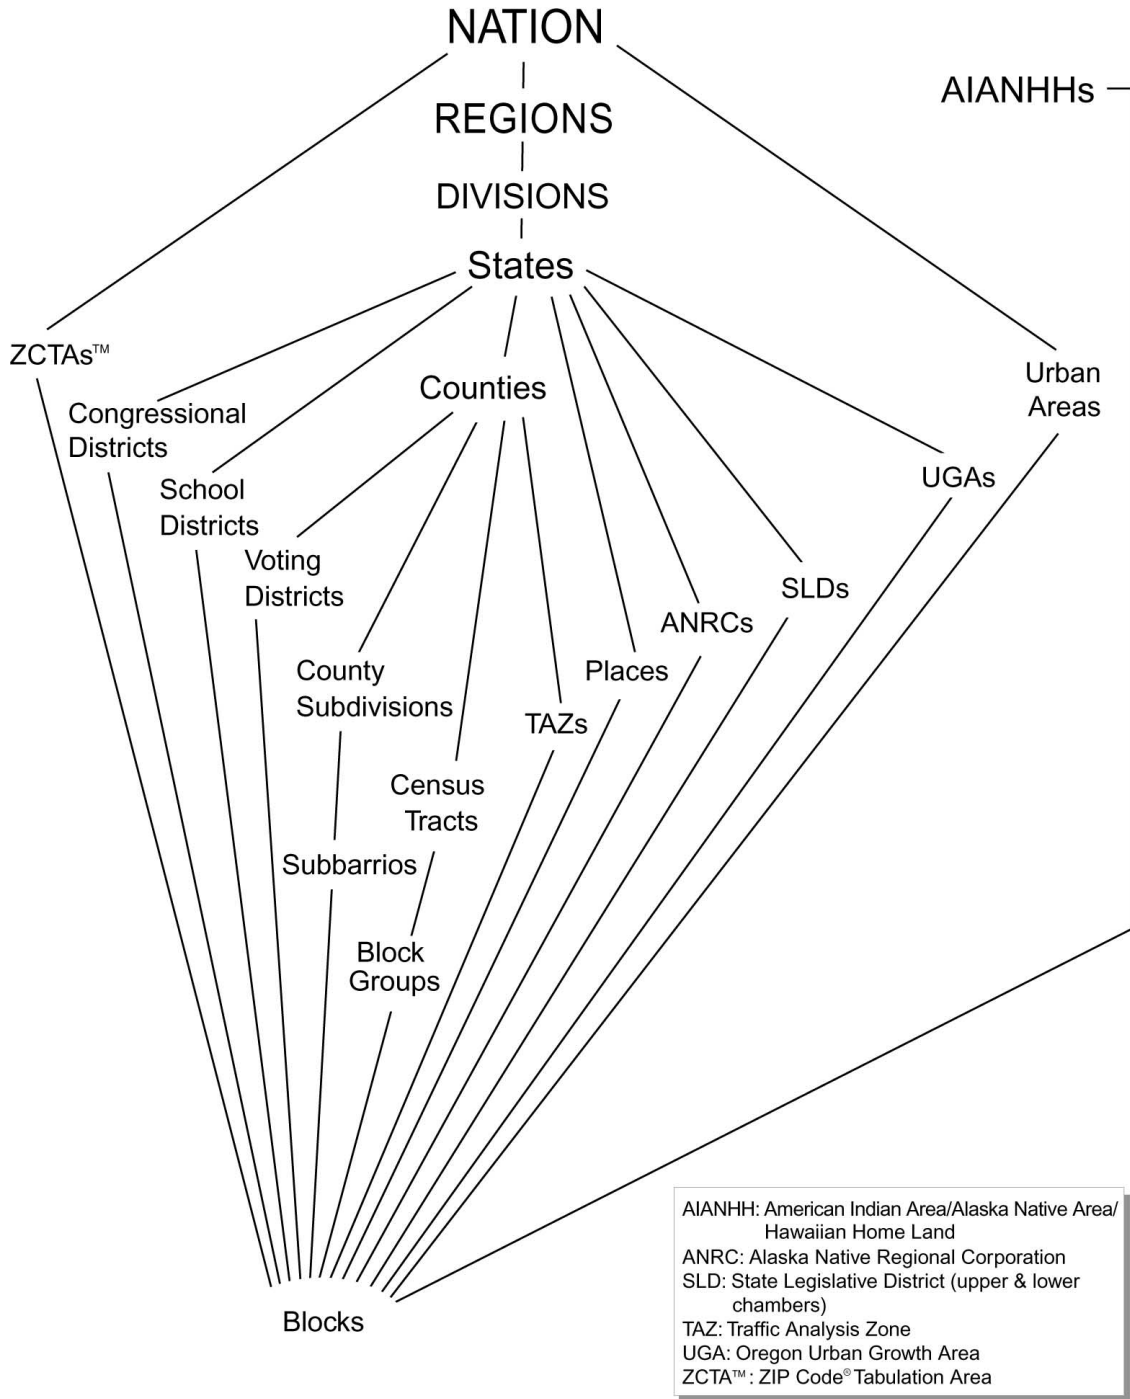 NATION
AIANHHs
REGIONS
DIVISIONS
States
ZCTAs™
Counties
Urban
Areas
Congressional
Districts
UGAs
School
Districts
Voting
Districts
SLDs
ANRCs
County
Subdivisions
Places
TAZs
Census
Tracts
Subbarrios
Block
Groups
Blocks
AIANHH: American Indian Area/Alaska Native Area/
Hawaiian Home Land
ANRC: Alaska Native Regional Corporation
SLD: State Legislative District (upper & lower
chambers)
TAZ: Traffic Analysis Zone
UGA: Oregon Urban Growth Area
ZCTA™: ZIP Code® Tabulation Area